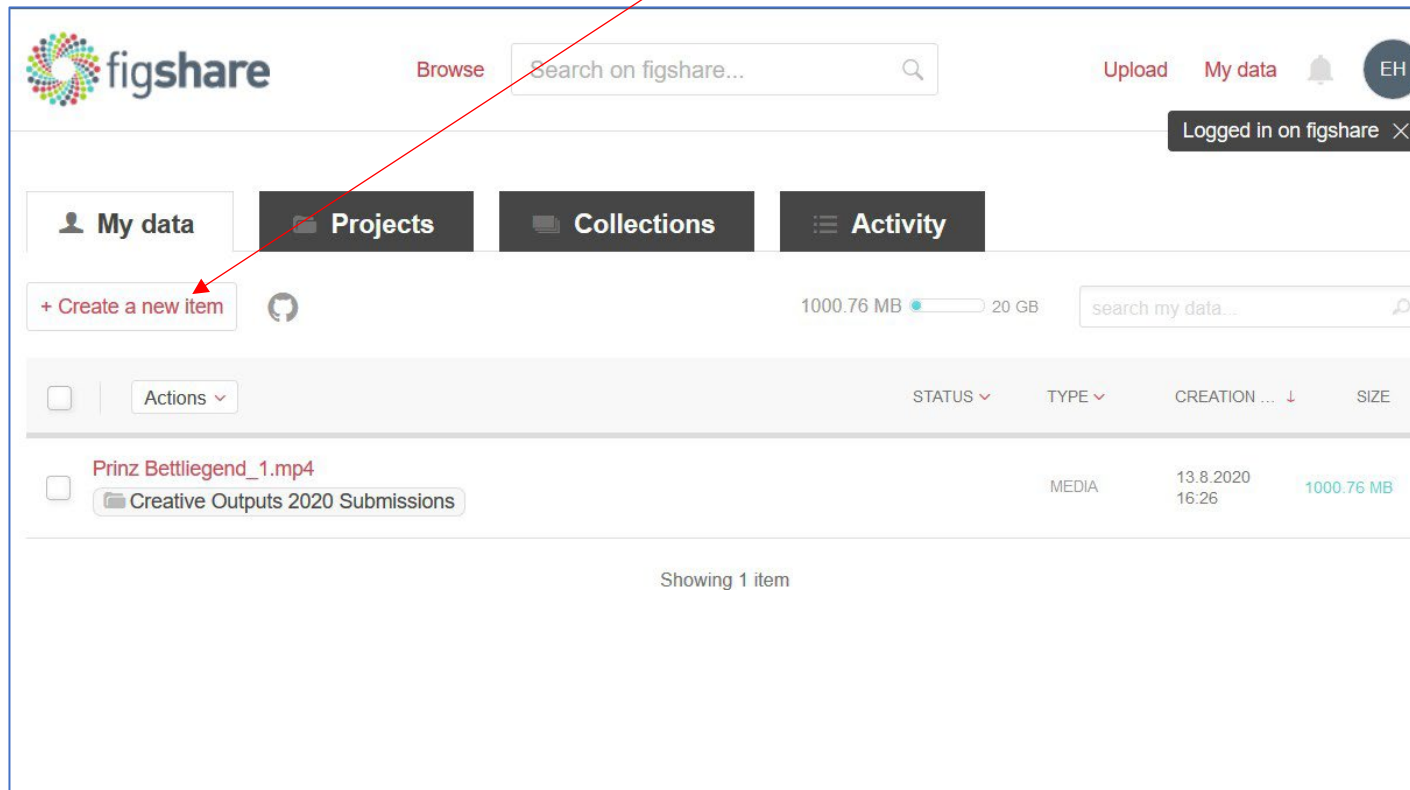 figshare Browse Search on figshare... Upload My data EH
Logged in on figshare
My data Projects Collections Activity
+ Create a new item 1000.76 MB 20 GB search my data...
Actions STATUS TYPE CREATION ... SIZE
Prinz Bettliegend_1.mp4
Creative Outputs 2020 Submissions MEDIA 13.8.2020 1000.76 MB
16:26
Showing 1 item